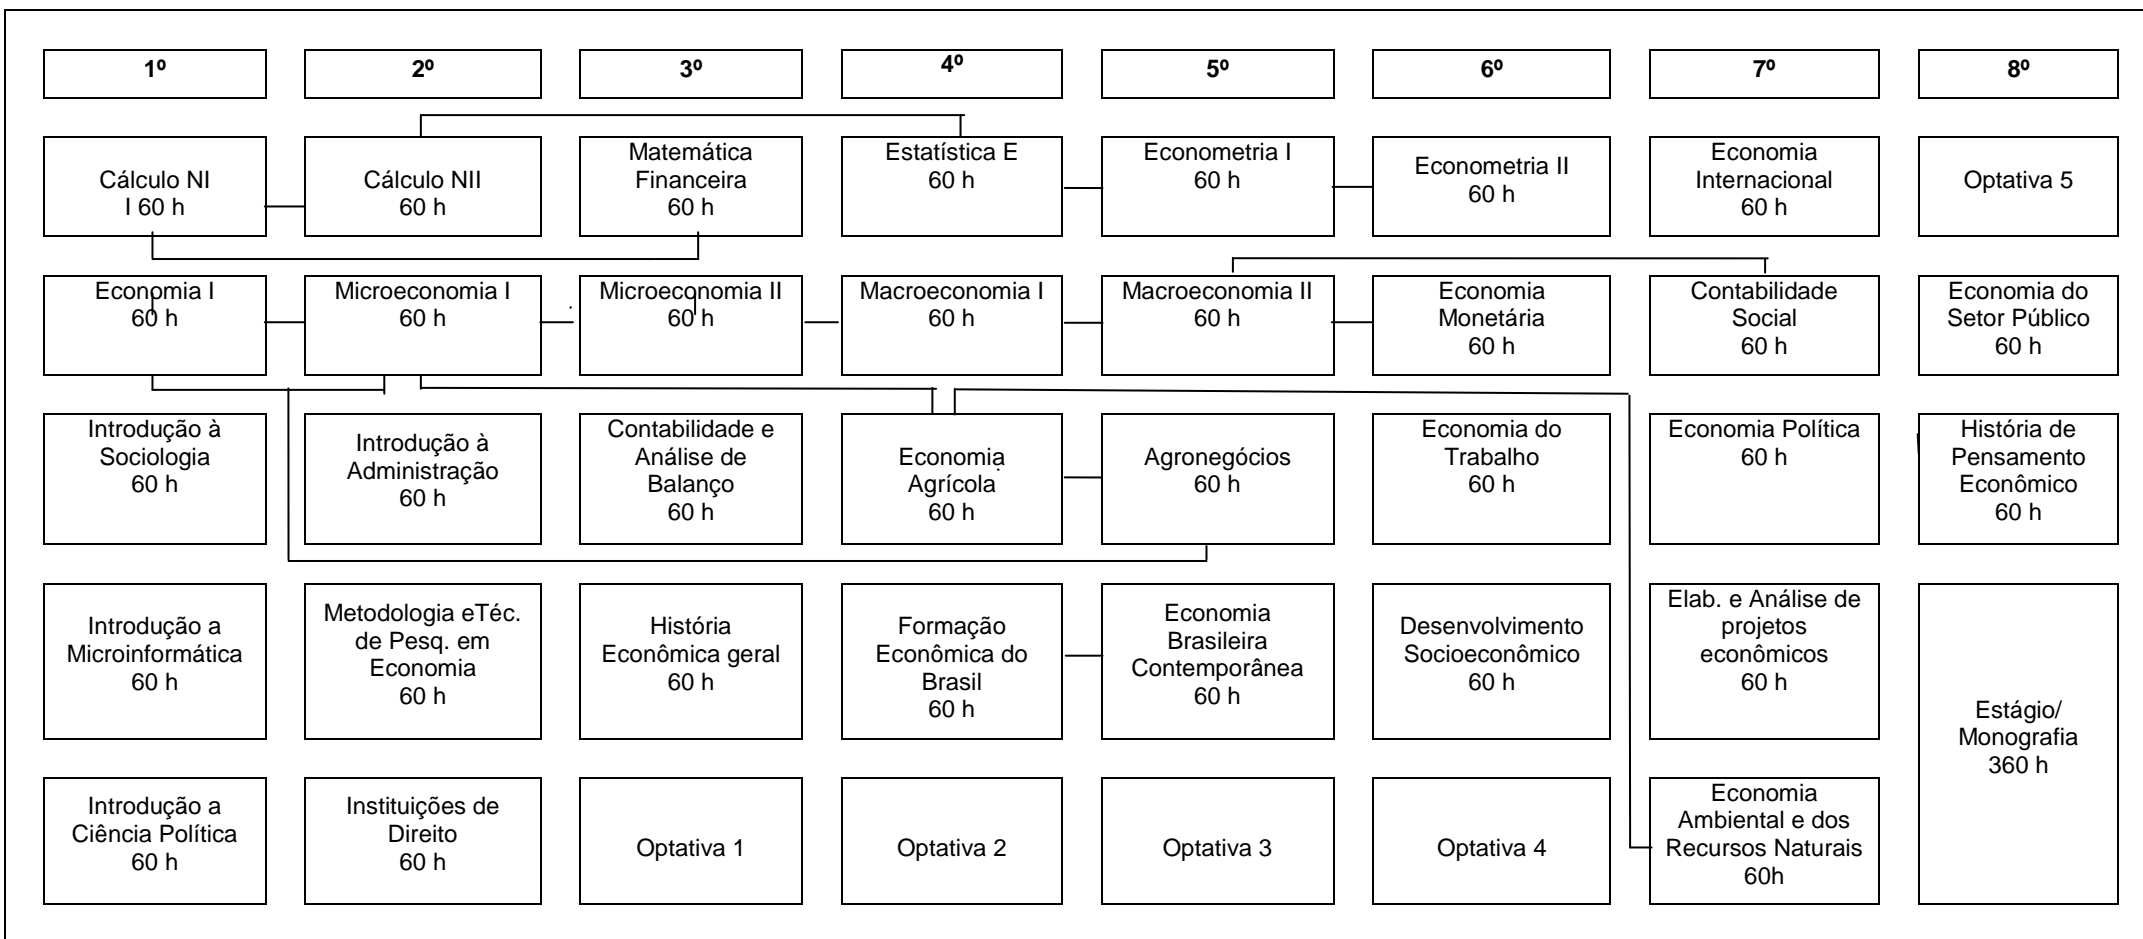 1º
2º
3º
4º
5º
6º
7º
8º
Cálculo NI
I 60 h
Cálculo NII
60 h
Matemática
Financeira
60 h
Estatística E
60 h
Econometria I
60 h
Econometria II
60 h
Economia
Internacional
60 h
Optativa 5
Economia I
60 h
Microeconomia I
60 h
Microeconomia II
60 h
Macroeconomia I
60 h
Macroeconomia II
60 h
Economia
Monetária
60 h
Contabilidade
Social
60 h
Economia do
Setor Público
60 h
Introdução à
Sociologia
60 h
Introdução à
Administração
60 h
Contabilidade e
Análise de
Balanço
60 h
Economia
Agrícola
60 h
Agronegócios
60 h
Economia do
Trabalho
60 h
Economia Política
60 h
História de
Pensamento
Econômico
60 h
Introdução a
Microinformática
60 h
Metodologia eTéc.
de Pesq. em
Economia
60 h
História
Econômica geral
60 h
Formação
Econômica do
Brasil
60 h
Economia
Brasileira
Contemporânea
60 h
Desenvolvimento
Socioeconômico
60 h
Elab. e Análise de
projetos
econômicos
60 h
Estágio/
Monografia
360 h
Introdução a
Ciência Política
60 h
Instituições de
Direito
60 h
Optativa 1
Optativa 2
Optativa 3
Optativa 4
Economia
Ambiental e dos
Recursos Naturais
60h